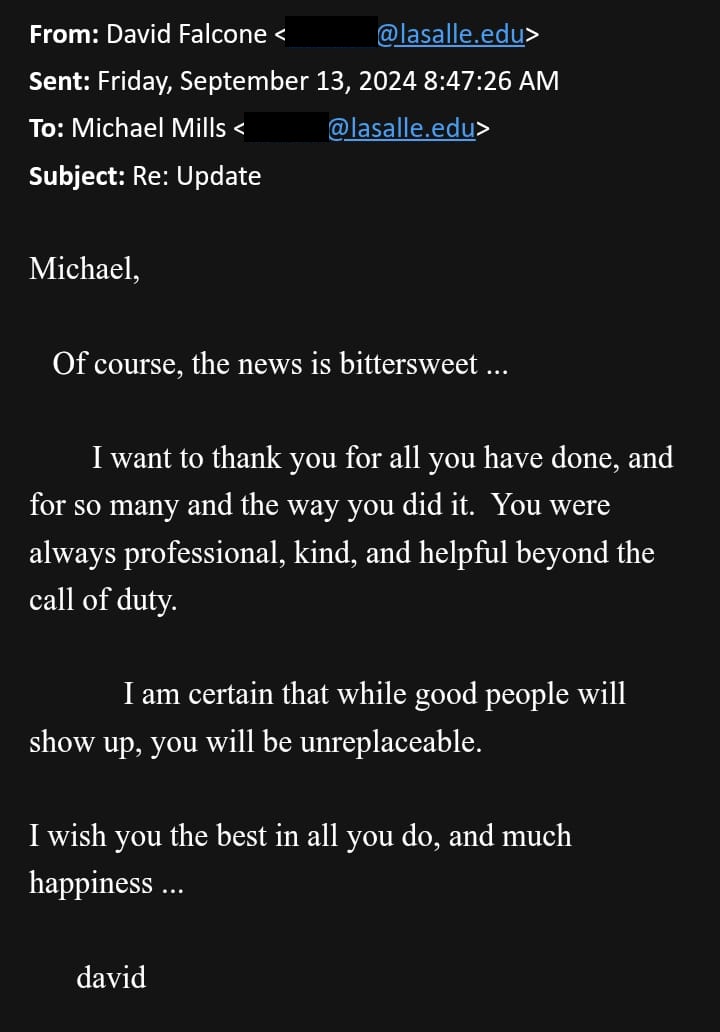 From: David Falcone < @lasalle.edu>
Sent: Friday, September 13, 2024 8:47:26 AM
To: Michael Mills < @lasalle.edu>
Subject: Re: Update
Michael,
Of course, the news is bittersweet ...
I want to thank you for all you have done, and
for so many and the way you did it.  You were
always professional, kind, and helpful beyond the
call of duty.
I am certain that while good people will
show up, you will be unreplaceable.
I wish you the best in all you do, and much
happiness ...
david